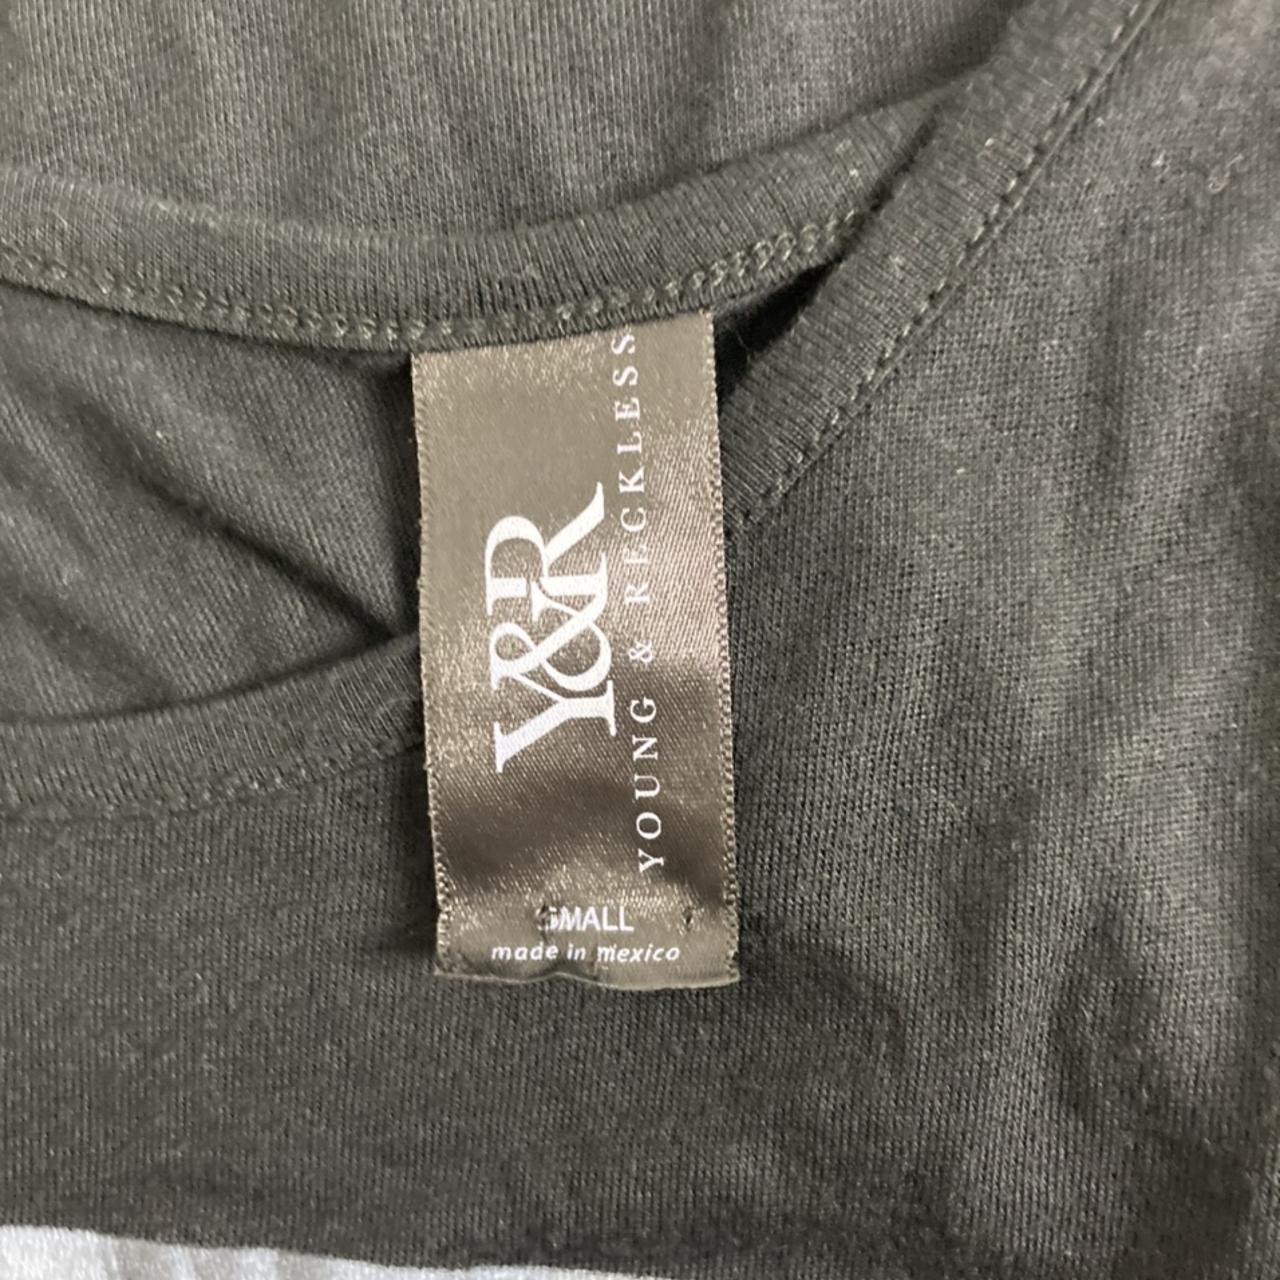 Y&R
YOUNG & RECKLESS
SMALL
made in mexico